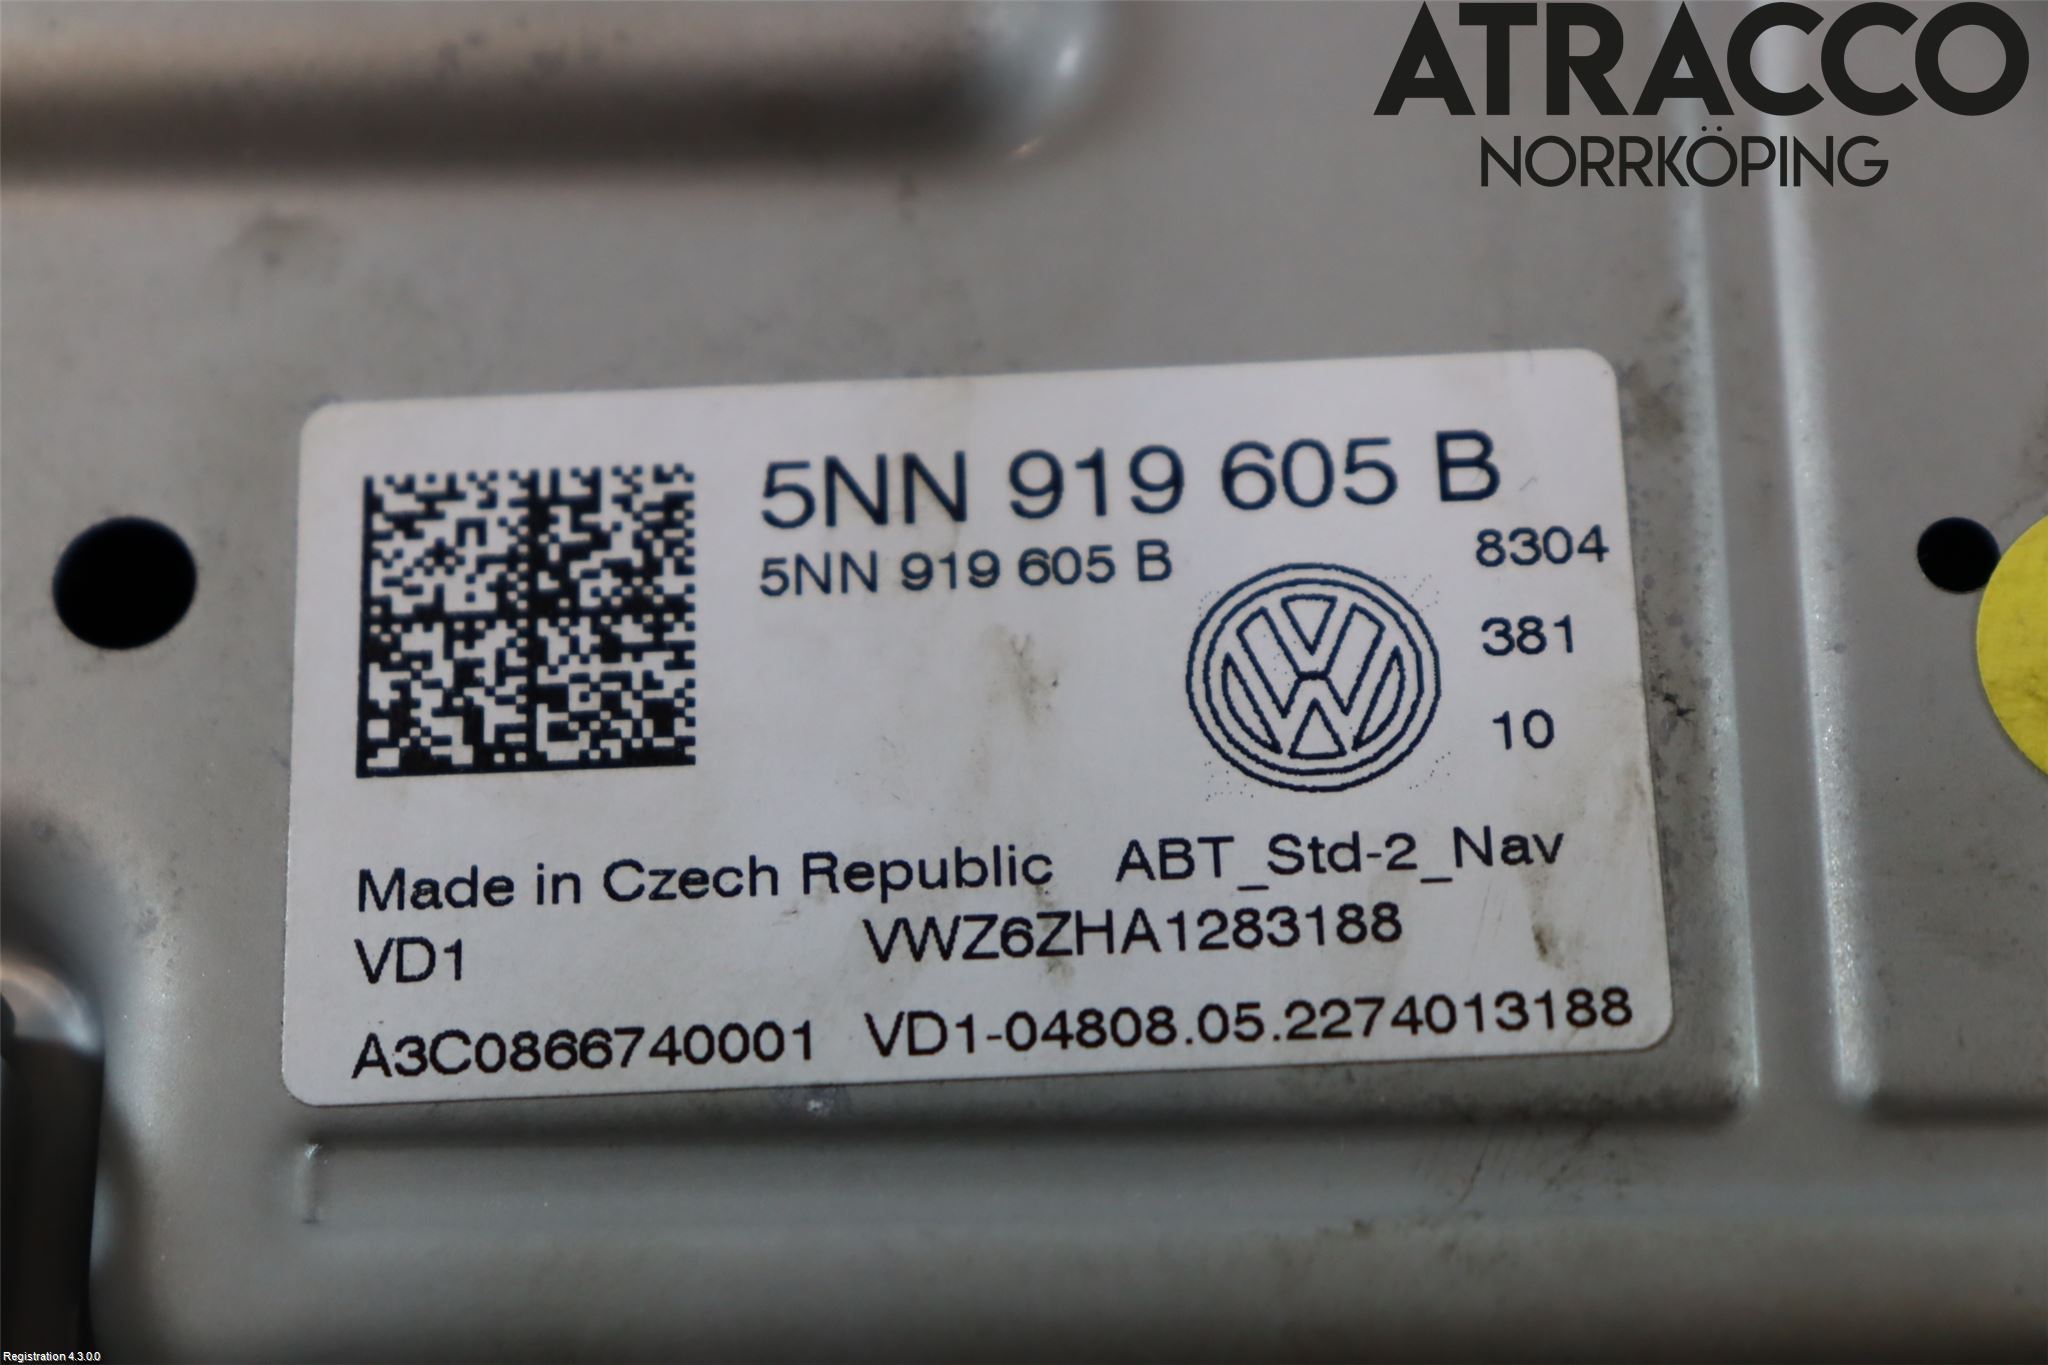 ATRACCO
NORRKÖPING
5NN 919 605 B
5NN 919 605 B
8304
381
10
Made in Czech Republic ABT_Std-2_Nav
VD1 VWZ6ZHA1283188
A3C0866740001 VD1-04808.05.2274013188
Registration 4.3.0.0